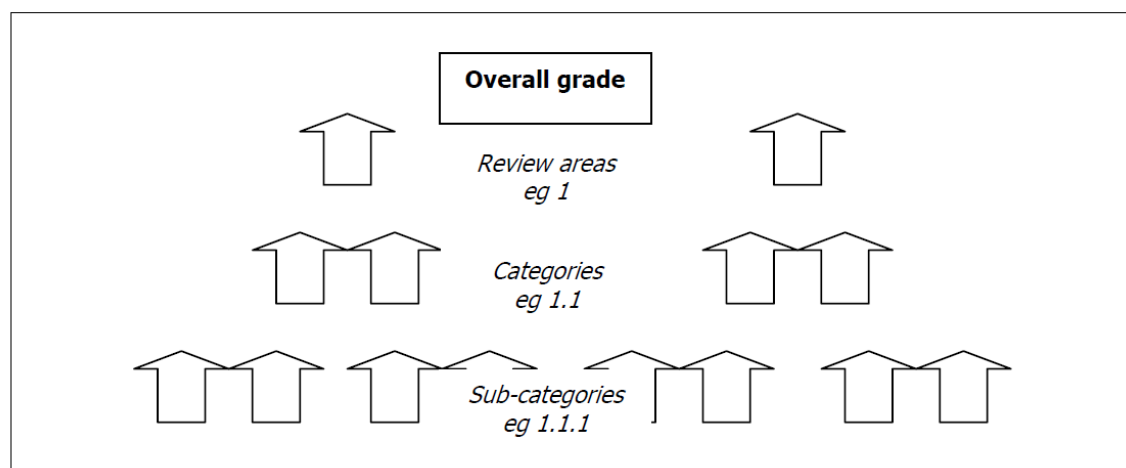 Overall grade
Review areas
eg 1
Categories
eg 1.1
Sub-categories
eg 1.1.1